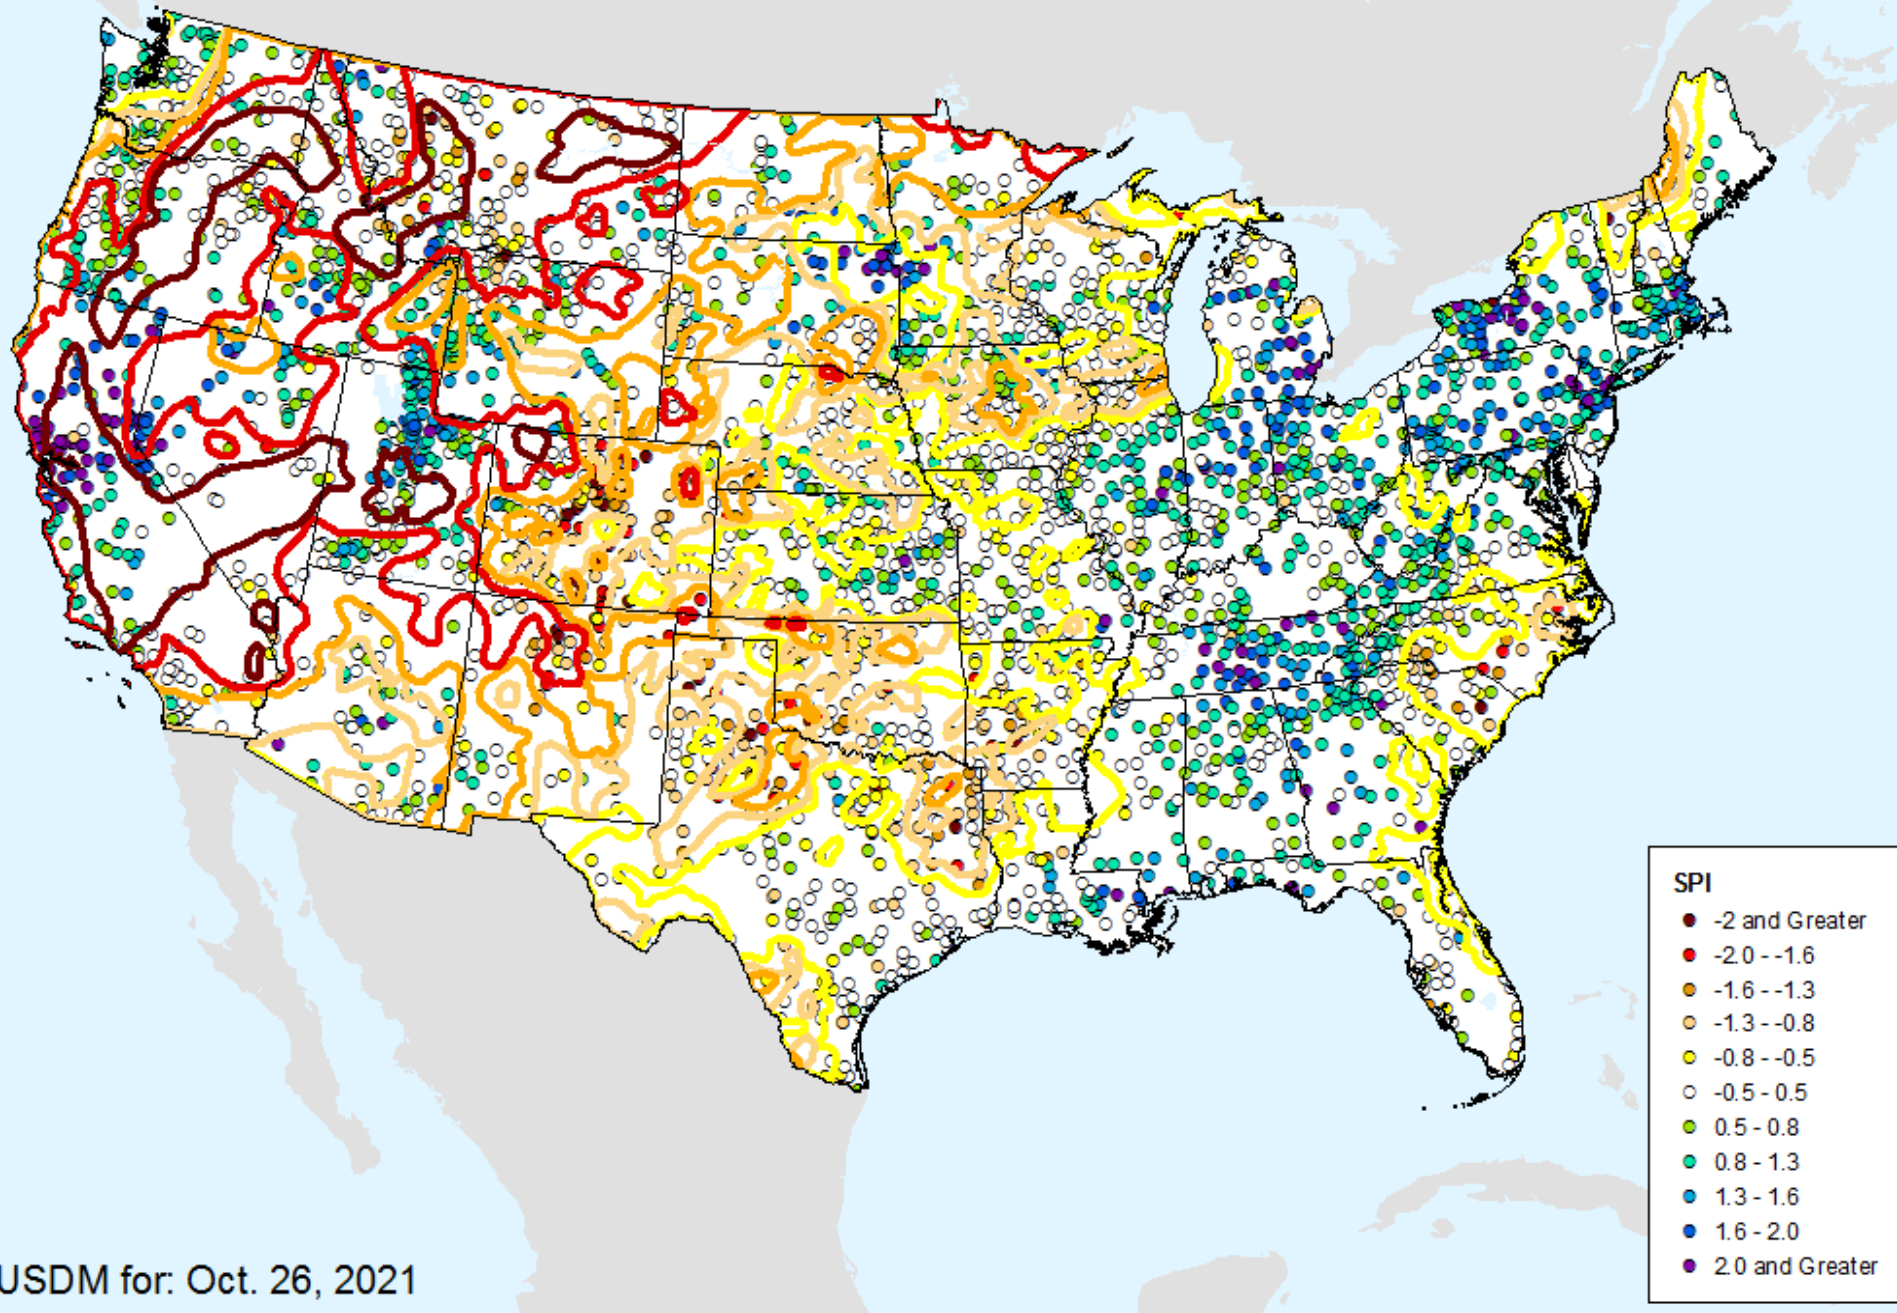 SPI
-2 and Greater
-2.0 - -1.6
-1.6 - -1.3
-1.3 - -0.8
-0.8 - -0.5
-0.5 - 0.5
0.5 - 0.8
0.8 - 1.3
1.3 - 1.6
1.6 - 2.0
2.0 and Greater
USDM for: Oct. 26, 2021